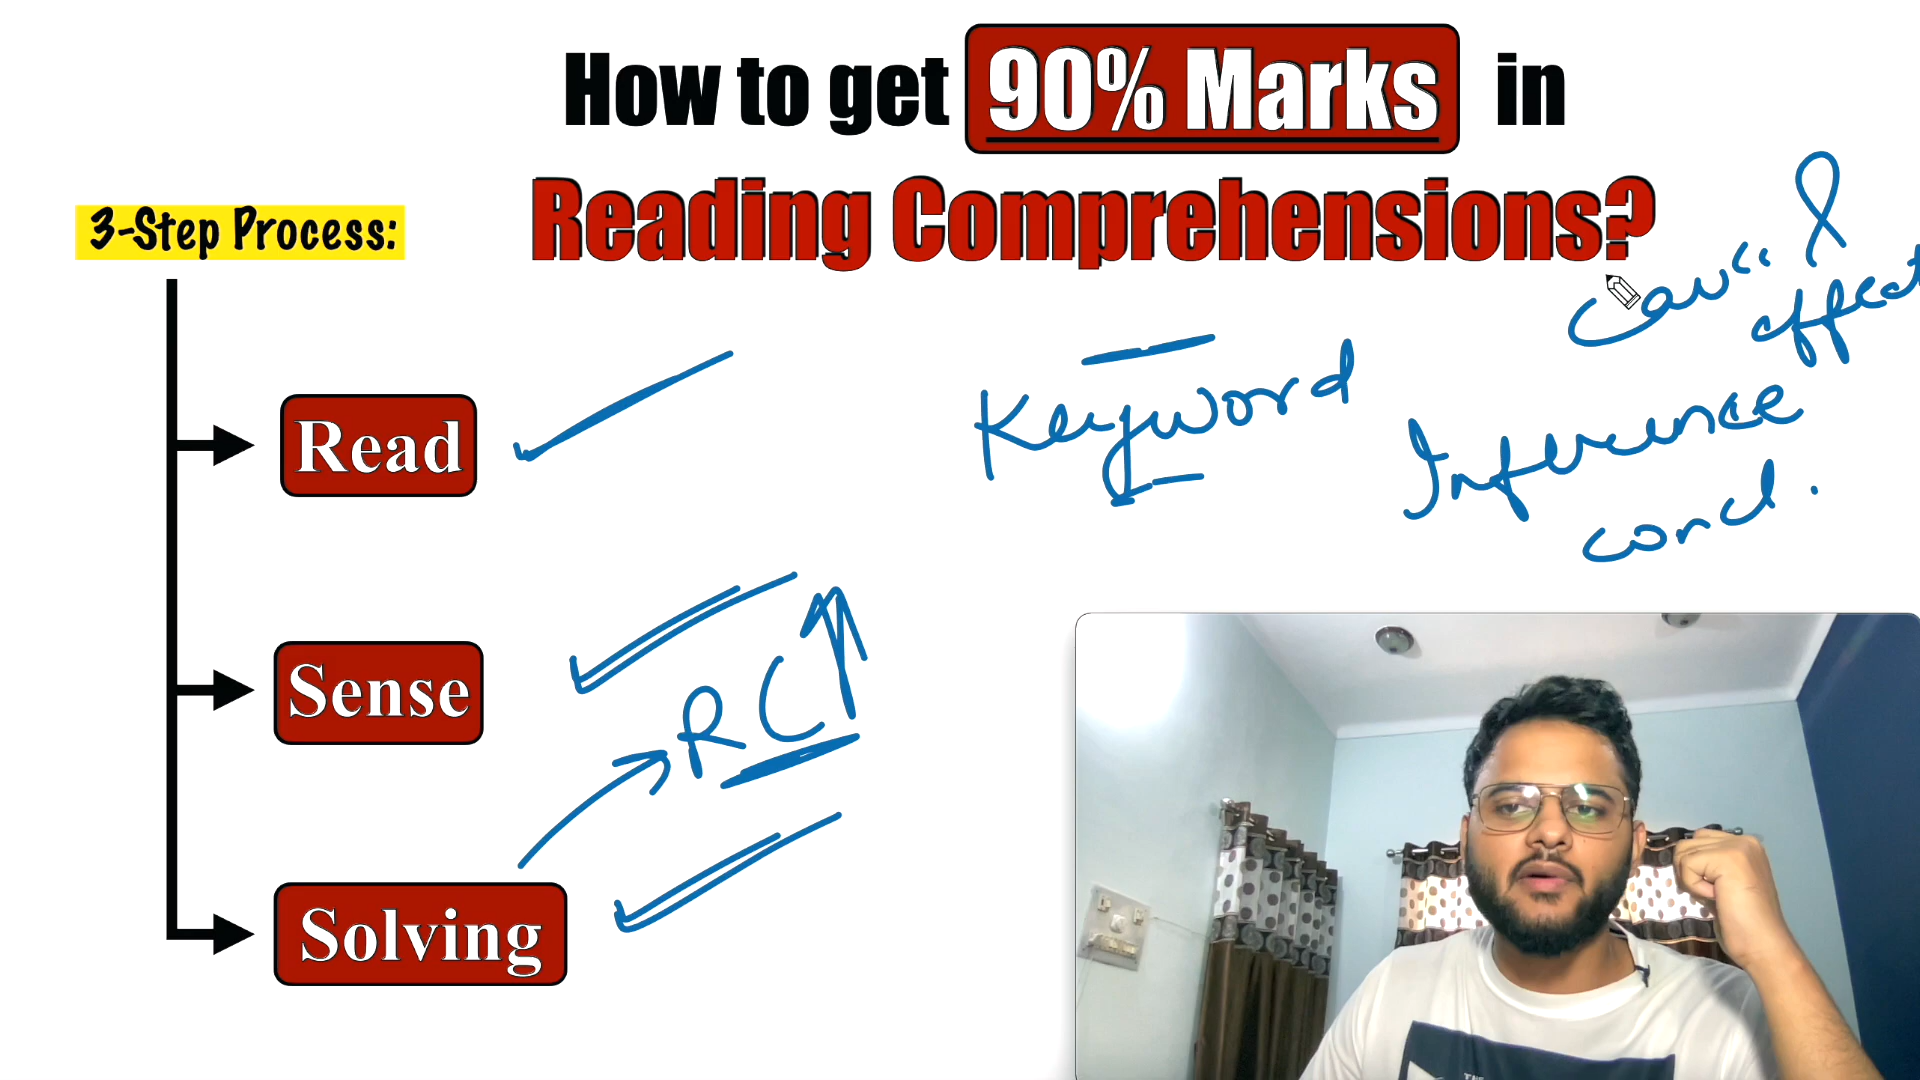 How to get 90% Marks in
Reading Comprehensions?
3-Step Process:
Read
Sense
Solving
Keyword
&
effect
Inference
concl.
RC